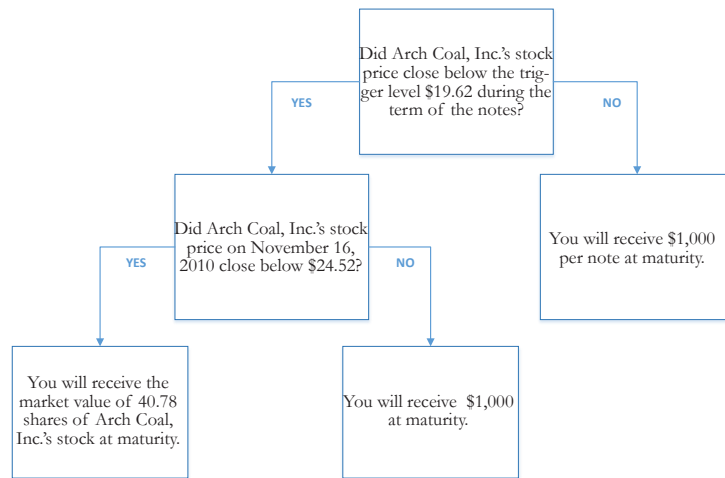 Did Arch Coal, Inc.'s stock
price close below the trig-
ger level $19.62 during the
term of the notes?
YES
NO
Did Arch Coal, Inc.'s stock
price on November 16,
2010 close below $24.52?
You will receive $1,000
per note at maturity.
YES
NO
You will receive the
market value of 40.78
shares of Arch Coal,
Inc.'s stock at maturity.
You will receive $1,000
at maturity.